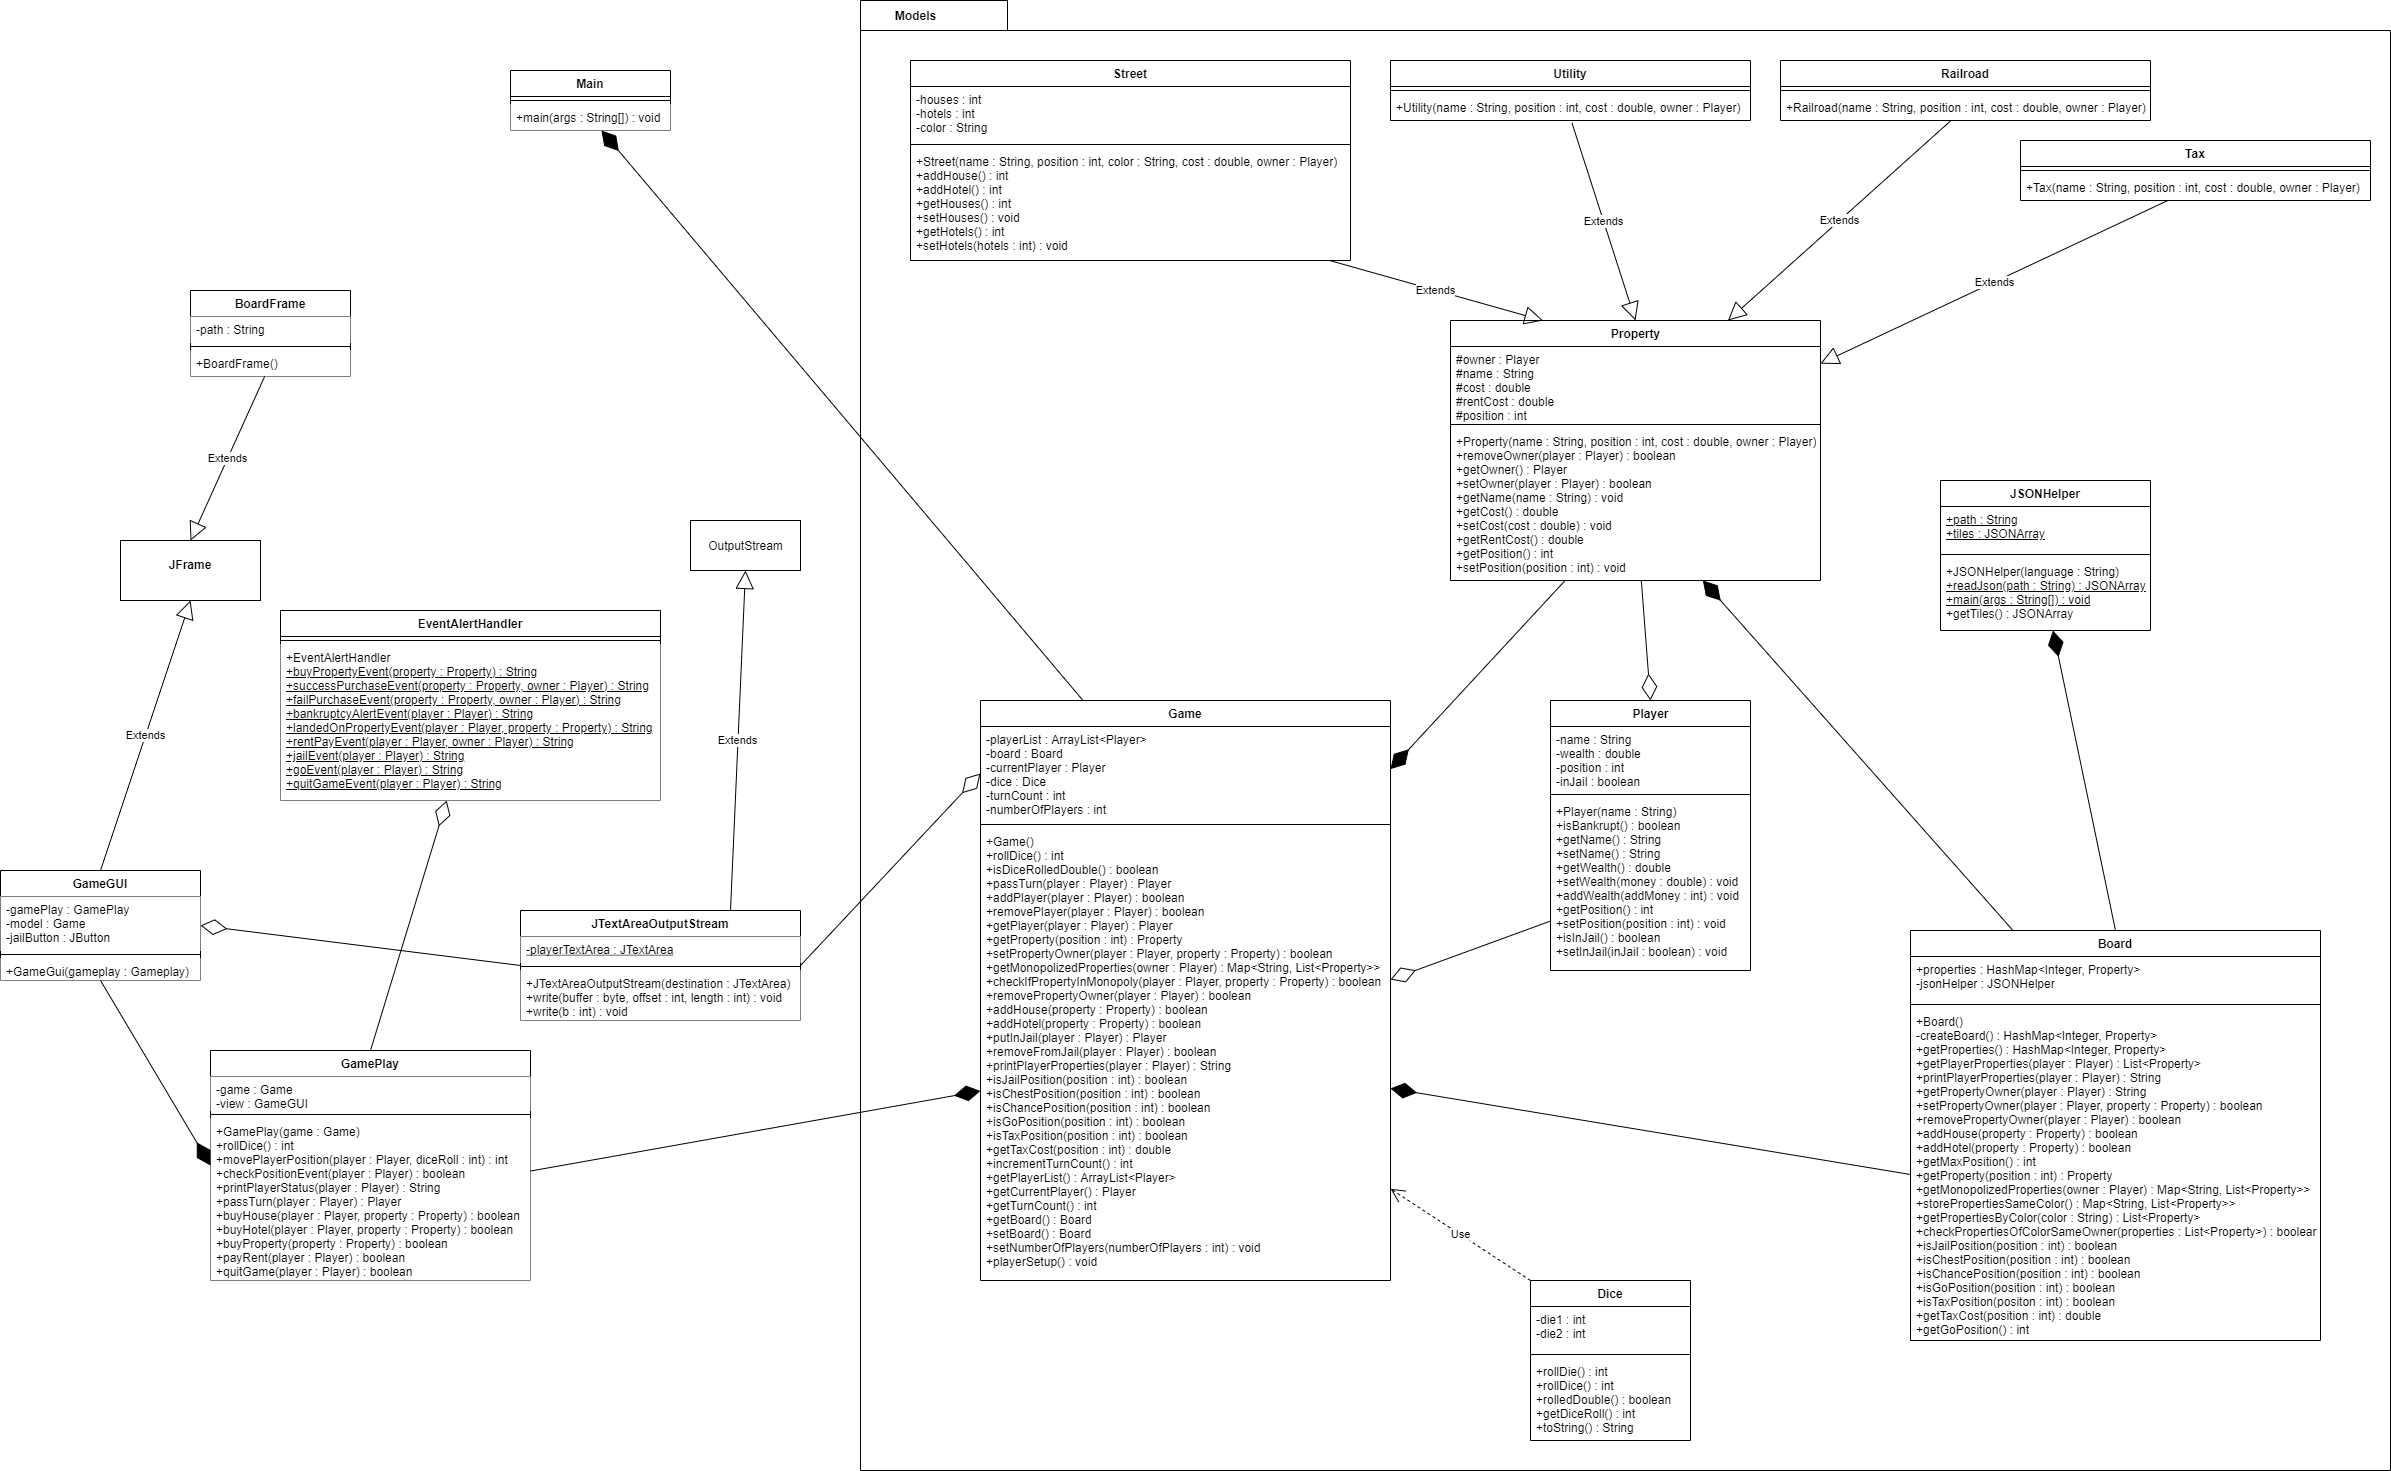 Models
Main
+main(args : String[]) : void
Street
-houses : int
-hotels : int
-color : String
+Street(name : String, position : int, color : String, cost : double, owner : Player)
+addHouse() : int
+addHotel() : int
+getHouses() : int
+setHouses() : void
+getHotels() : int
+setHotels(hotels : int) : void
Utility
+Utility(name : String, position : int, cost : double, owner : Player)
Railroad
+Railroad(name : String, position : int, cost : double, owner : Player)
Tax
+Tax(name : String, position : int, cost : double, owner : Player)
Extends
Extends
Extends
Extends
BoardFrame
-path : String
+BoardFrame()
Extends
JFrame
Extends
OutputStream
Extends
Property
#owner : Player
#name : String
#cost : double
#rentCost : double
#position : int
+Property(name : String, position : int, cost : double, owner : Player)
+removeOwner(player : Player) : boolean
+getOwner() : Player
+setOwner(player : Player) : boolean
+getName(name : String) : void
+getCost() : double
+setCost(cost : double) : void
+getRentCost() : double
+getPosition() : int
+setPosition(position : int) : void
JSONHelper
+path : String
+tiles : JSONArray
+JSONHelper(language : String)
+readJson(path : String) : JSONArray
+main(args : String[]) : void
+getTiles() : JSONArray
EventAlertHandler
+EventAlertHandler
+buyPropertyEvent(property : Property) : String
+successPurchaseEvent(property : Property, owner : Player) : String
+failPurchaseEvent(property : Property, owner : Player) : String
+bankruptcyAlertEvent(player : Player) : String
+landedOnPropertyEvent(player : Player, property : Property) : String
+rentPayEvent(player : Player, owner : Player) : String
+jailEvent(player : Player) : String
+goEvent(player : Player) : String
+quitGameEvent(player : Player) : String
GameGUI
-gamePlay : GamePlay
-model : Game
-jailButton : JButton
+GameGui(gameplay : Gameplay)
JTextAreaOutputStream
-playerTextArea : JTextArea
+JTextAreaOutputStream(destination : JTextArea)
+write(buffer : byte, offset : int, length : int) : void
+write(b : int) : void
GamePlay
-game : Game
-view : GameGUI
+GamePlay(game : Game)
+rollDice() : int
+movePlayerPosition(player : Player, diceRoll : int) : int
+checkPositionEvent(player : Player) : boolean
+printPlayerStatus(player : Player) : String
+passTurn(player : Player) : Player
+buyHouse(player : Player, property : Property) : boolean
+buyHotel(player : Player, property : Property) : boolean
+buyProperty(property : Property) : boolean
+payRent(player : Player) : boolean
+quitGame(player : Player) : boolean
Game
-playerList : ArrayList<Player>
-board : Board
-currentPlayer : Player
-dice : Dice
-turnCount : int
-numberOfPlayers : int
+Game()
+rollDice() : int
+isDiceRolledDouble() : boolean
+passTurn(player : Player) : Player
+addPlayer(player : Player) : boolean
+removePlayer(player : Player) : boolean
+getPlayer(player : Player) : Player
+getProperty(position : int) : Property
+setPropertyOwner(player : Player, property : Property) : boolean
+getMonopolizedProperties(owner : Player) : Map<String, List<Property>>
+checkIfPropertyInMonopoly(player : Player, property : Property) : boolean
+removePropertyOwner(player : Player) : boolean
+addHouse(property : Property) : boolean
+addHotel(property : Property) : boolean
+putInJail(player : Player) : Player
+removeFromJail(player : Player) : boolean
+printPlayerProperties(player : Player) : String
+isJailPosition(position : int) : boolean
+isChestPosition(position : int) : boolean
+isChancePosition(position : int) : boolean
+isGoPosition(position : int) : boolean
+isTaxPosition(position : int) : boolean
+getTaxCost(position : int) : double
+incrementTurnCount() : int
+getPlayerList() : ArrayList<Player>
+getCurrentPlayer() : Player
+getTurnCount() : int
+getBoard() : Board
+setBoard() : Board
+setNumberOfPlayers(numberOfPlayers : int) : void
+playerSetup() : void
Player
-name : String
-wealth : double
-position : int
-inJail : boolean
+Player(name : String)
+isBankrupt() : boolean
+getName() : String
+setName() : String
+getWealth() : double
+setWealth(money : double) : void
+addWealth(addMoney : int) : void
+getPosition() : int
+setPosition(position : int) : void
+isInJail() : boolean
+setInJail(inJail : boolean) : void
Use
Dice
-die1 : int
-die2 : int
+rollDie() : int
+rollDice() : int
+rolledDouble() : boolean
+getDiceRoll() : int
+toString() : String
Board
+properties : HashMap<Integer, Property>
-jsonHelper : JSONHelper
+Board()
-createBoard() : HashMap<Integer, Property>
+getProperties() : HashMap<Integer, Property>
+getPlayerProperties(player : Player) : List<Property>
+printPlayerProperties(player : Player) : String
+getPropertyOwner(player : Player) : String
+setPropertyOwner(player : Player, property : Property) : boolean
+removePropertyOwner(player : Player) : boolean
+addHouse(property : Property) : boolean
+addHotel(property : Property) : boolean
+getMaxPosition() : int
+getProperty(position : int) : Property
+getMonopolizedProperties(owner : Player) : Map<String, List<Property>>
+storePropertiesSameColor() : Map<String, List<Property>>
+getPropertiesByColor(color : String) : List<Property>
+checkPropertiesOfColorSameOwner(properties : List<Property>) : boolear
+isJailPosition(position : int) : boolean
+isChestPosition(position : int) : boolean
+isChancePosition(position : int) : boolean
+isGoPosition(position : int) : boolean
+isTaxPosition(positon : int) : boolean
+getTaxCost(position : int) : double
+getGoPosition() : int